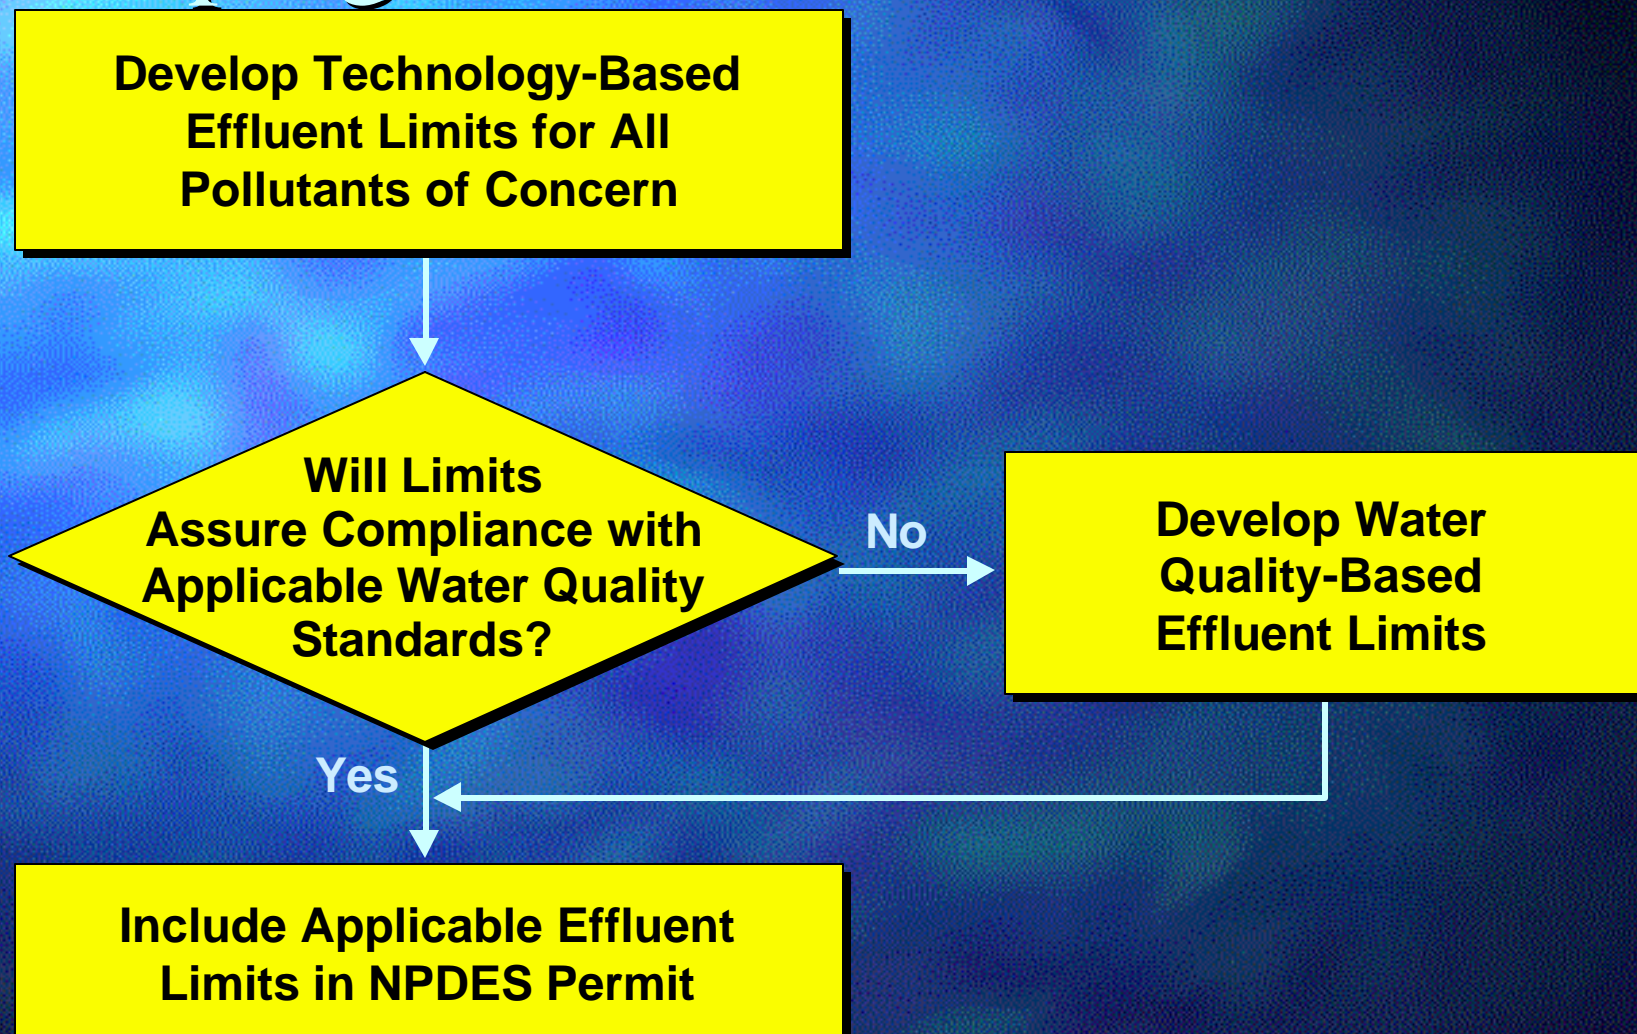 Develop Technology-Based
Effluent Limits for All
Pollutants of Concern
Will Limits
Assure Compliance with
Applicable Water Quality
Standards?
No
Develop Water
Quality-Based
Effluent Limits
Yes
Include Applicable Effluent
Limits in NPDES Permit